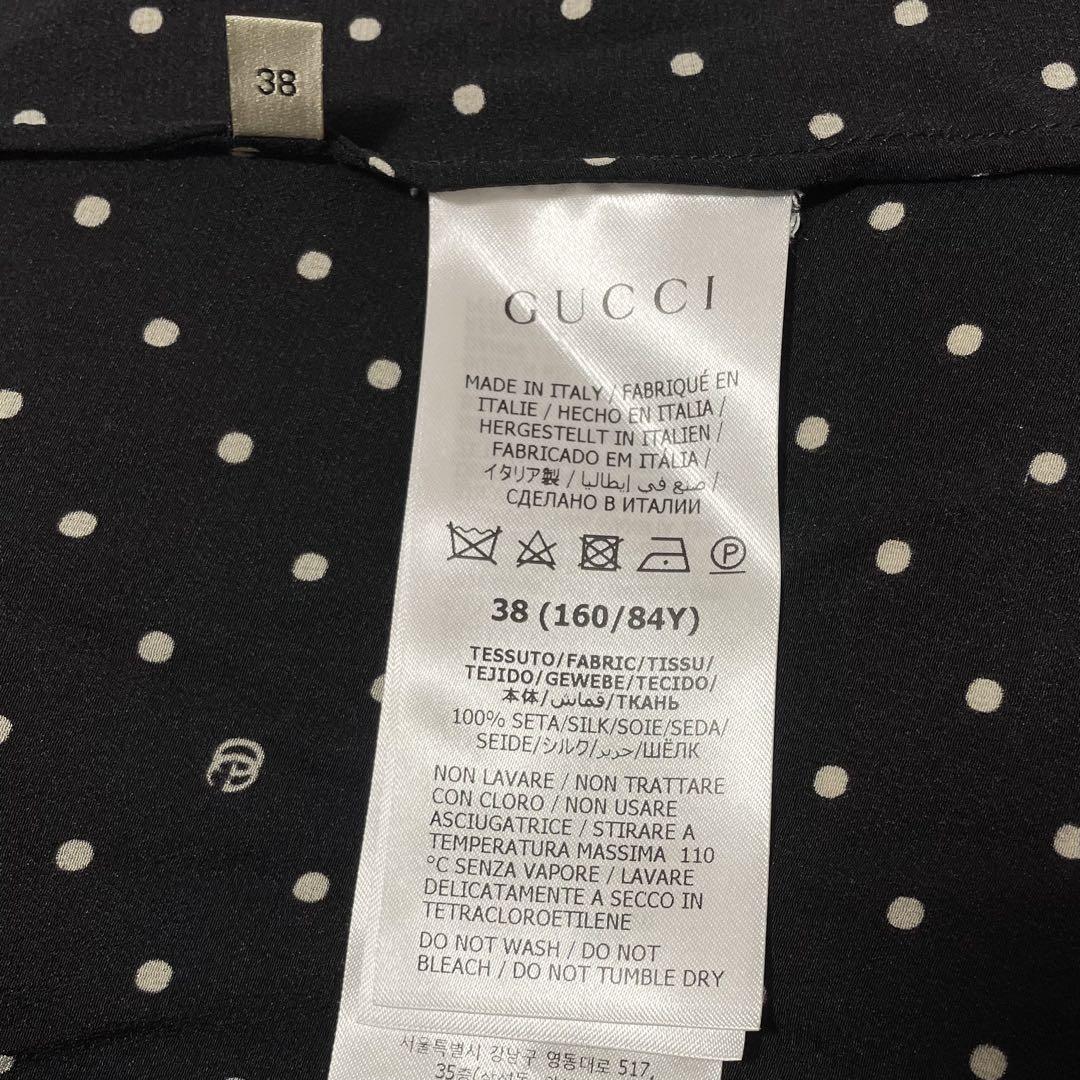 38
GUCCI
MADE IN ITALY / FABRIQUÉ EN
ITALIE / HECHO EN ITALIA /
HERGESTELLT IN ITALIEN /
FABRICADO EM ITÁLIA /
イタリア製 / صنع في إيطاليا /
СДЕЛАНО В ИТАЛИИ
P
38 (160/84Y)
TESSUTO/FABRIC/TISSU/
TEJIDO/GEWEBE/TECIDO/
本体/قماش/ТКАНЬ
100% SETA/SILK/SOIE/SEDA/
SEIDE/シルク/حرير/ШЁЛК
NON LAVARE / NON TRATTARE
CON CLORO / NON USARE
ASCIUGATRICE / STIRARE A
TEMPERATURA MASSIMA 110
°C SENZA VAPORE / LAVARE
DELICATAMENTE A SECCO IN
TETRACLOROETILENE
DO NOT WASH / DO NOT
BLEACH / DO NOT TUMBLE DRY
서울특별시 강남구 영동대로 517,
35층